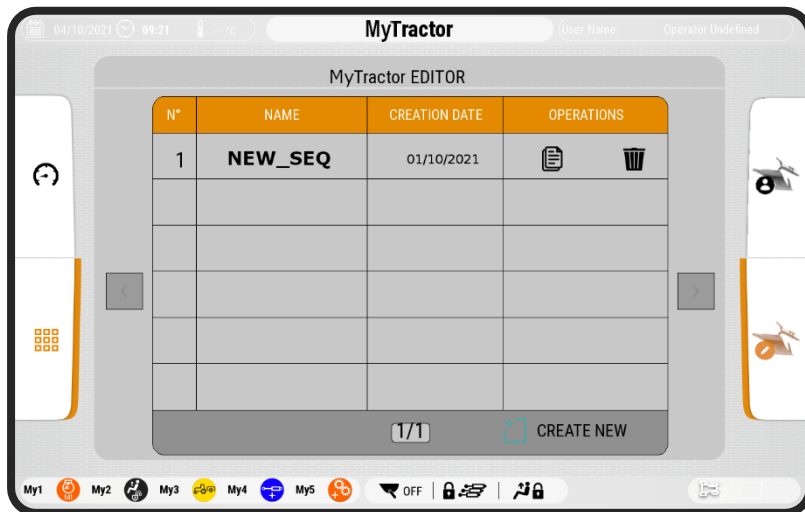 04/10/2021 09:21 --°C MyTractor User Name Operator Undefined
MyTractor EDITOR
N° NAME CREATION DATE OPERATIONS
1 NEW_SEQ 01/10/2021
1/1 CREATE NEW
My1 My2 My3 My4 My5 OFF